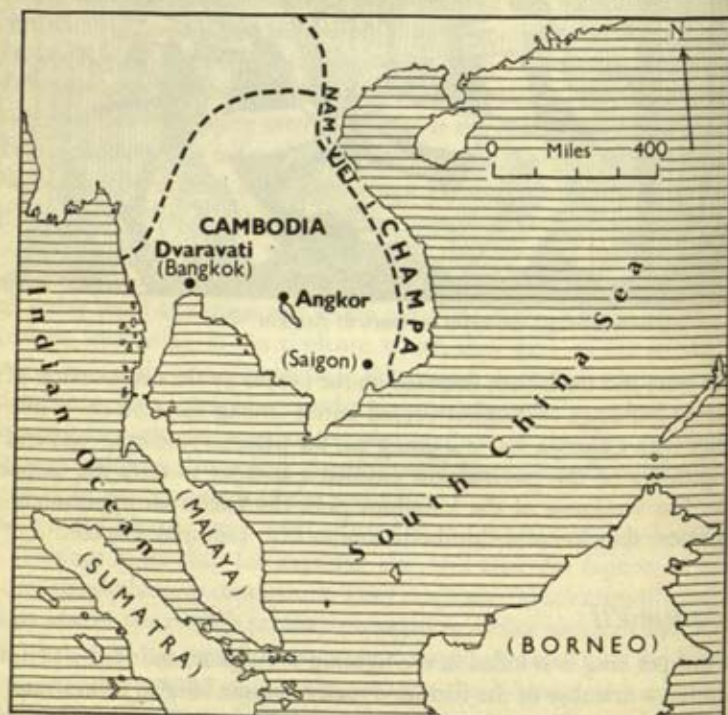 N
0 Miles 400
NAM-VIET
CHAMPA
CAMBODIA
Dvaravati
(Bangkok)
Angkor
(Saigon)
Indian Ocean
South China Sea
(MALAYA)
(SUMATRA)
(BORNEO)